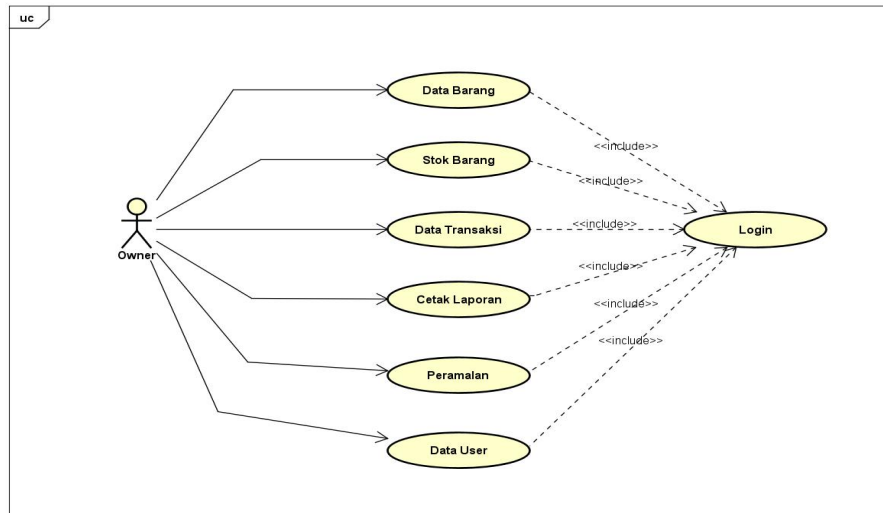 uc
Data Barang
<<include>>
Stok Barang
<<include>>
Data Transaksi
<<include>>
Login
Owner
<<include>>
Cetak Laporan
<<include>>
Peramalan
<<include>>
Data User